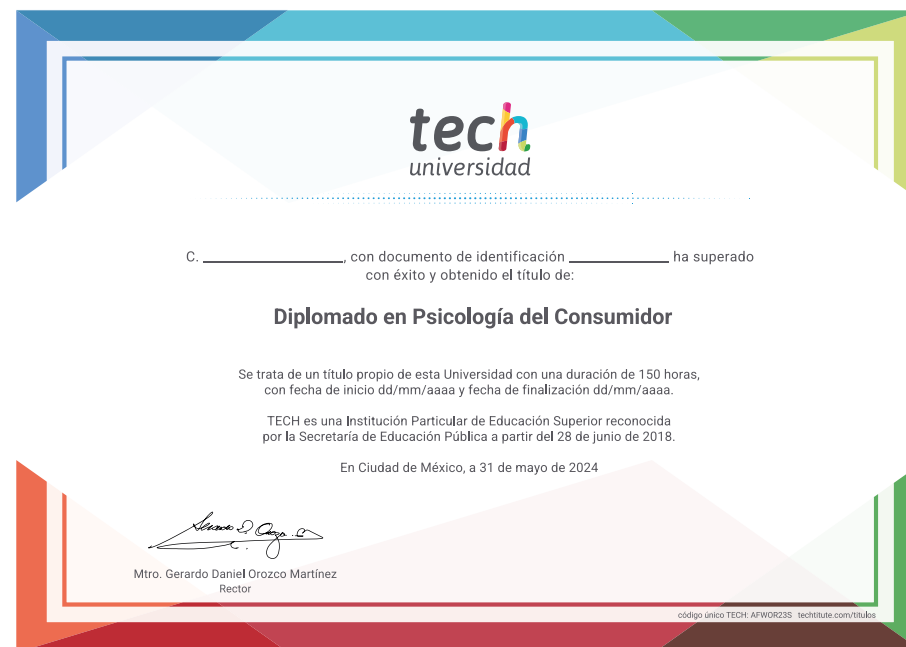 tech
universidad
C. ____________________, con documento de identificación ______________ ha superado
con éxito y obtenido el título de:
Diplomado en Psicología del Consumidor
Se trata de un título propio de esta Universidad con una duración de 150 horas,
con fecha de inicio dd/mm/aaaa y fecha de finalización dd/mm/aaaa.
TECH es una Institución Particular de Educación Superior reconocida
por la Secretaría de Educación Pública a partir del 28 de junio de 2018.
En Ciudad de México, a 31 de mayo de 2024
Mtro. Gerardo Daniel Orozco Martínez
Rector
código único TECH: AFWOR23S techtitute.com/titulos